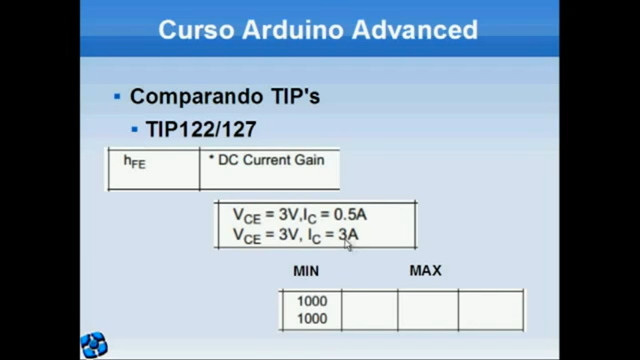 Curso Arduino Advanced
Comparando TIP's
TIP122/127
hFE * DC Current Gain
VCE = 3V,IC = 0.5A
VCE = 3V, IC = 3A
MIN MAX
1000
1000